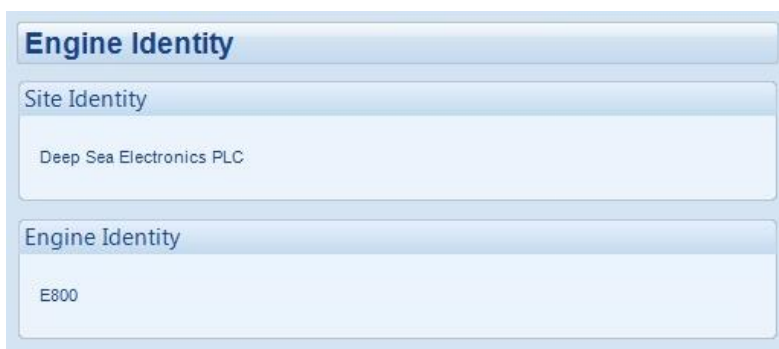 Engine Identity
Site Identity
Deep Sea Electronics PLC
Engine Identity
E800